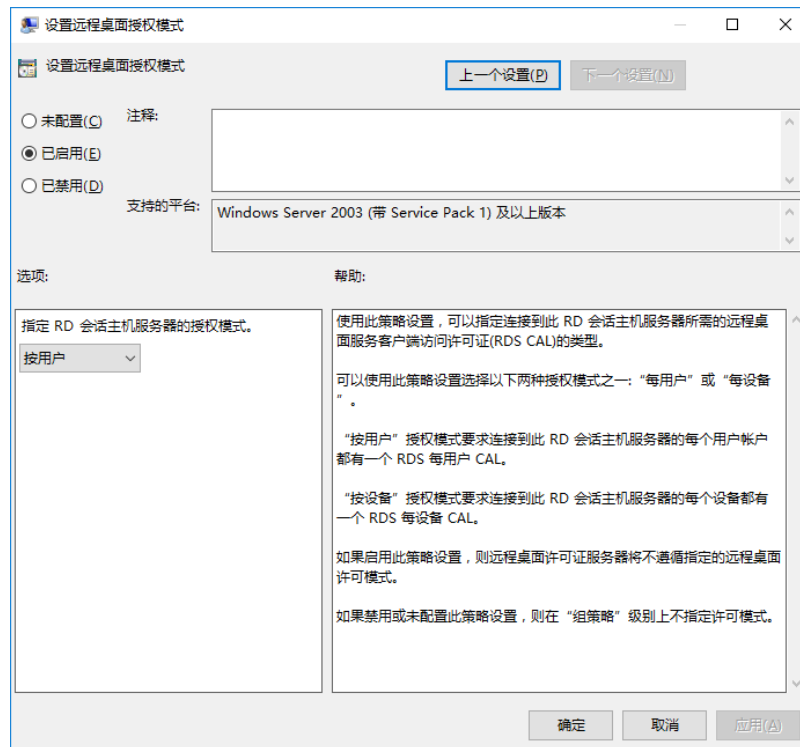 设置远程桌面授权模式
设置远程桌面授权模式
上一个设置(P)
下一个设置(N)
未配置(C)
注释:
已启用(E)
已禁用(D)
支持的平台:
Windows Server 2003 (带 Service Pack 1) 及以上版本
选项:
帮助:
指定 RD 会话主机服务器的授权模式。
按用户
使用此策略设置，可以指定连接到此 RD 会话主机服务器所需的远程桌
面服务客户端访问许可证(RDS CAL)的类型。
可以使用此策略设置选择以下两种授权模式之一:“每用户”或“每设备
”。
“按用户”授权模式要求连接到此 RD 会话主机服务器的每个用户帐户
都有一个 RDS 每用户 CAL。
“按设备”授权模式要求连接到此 RD 会话主机服务器的每个设备都有
一个 RDS 每设备 CAL。
如果启用此策略设置，则远程桌面许可证服务器将不遵循指定的远程桌面
许可模式。
如果禁用或未配置此策略设置，则在“组策略”级别上不指定许可模式。
确定
取消
应用(A)